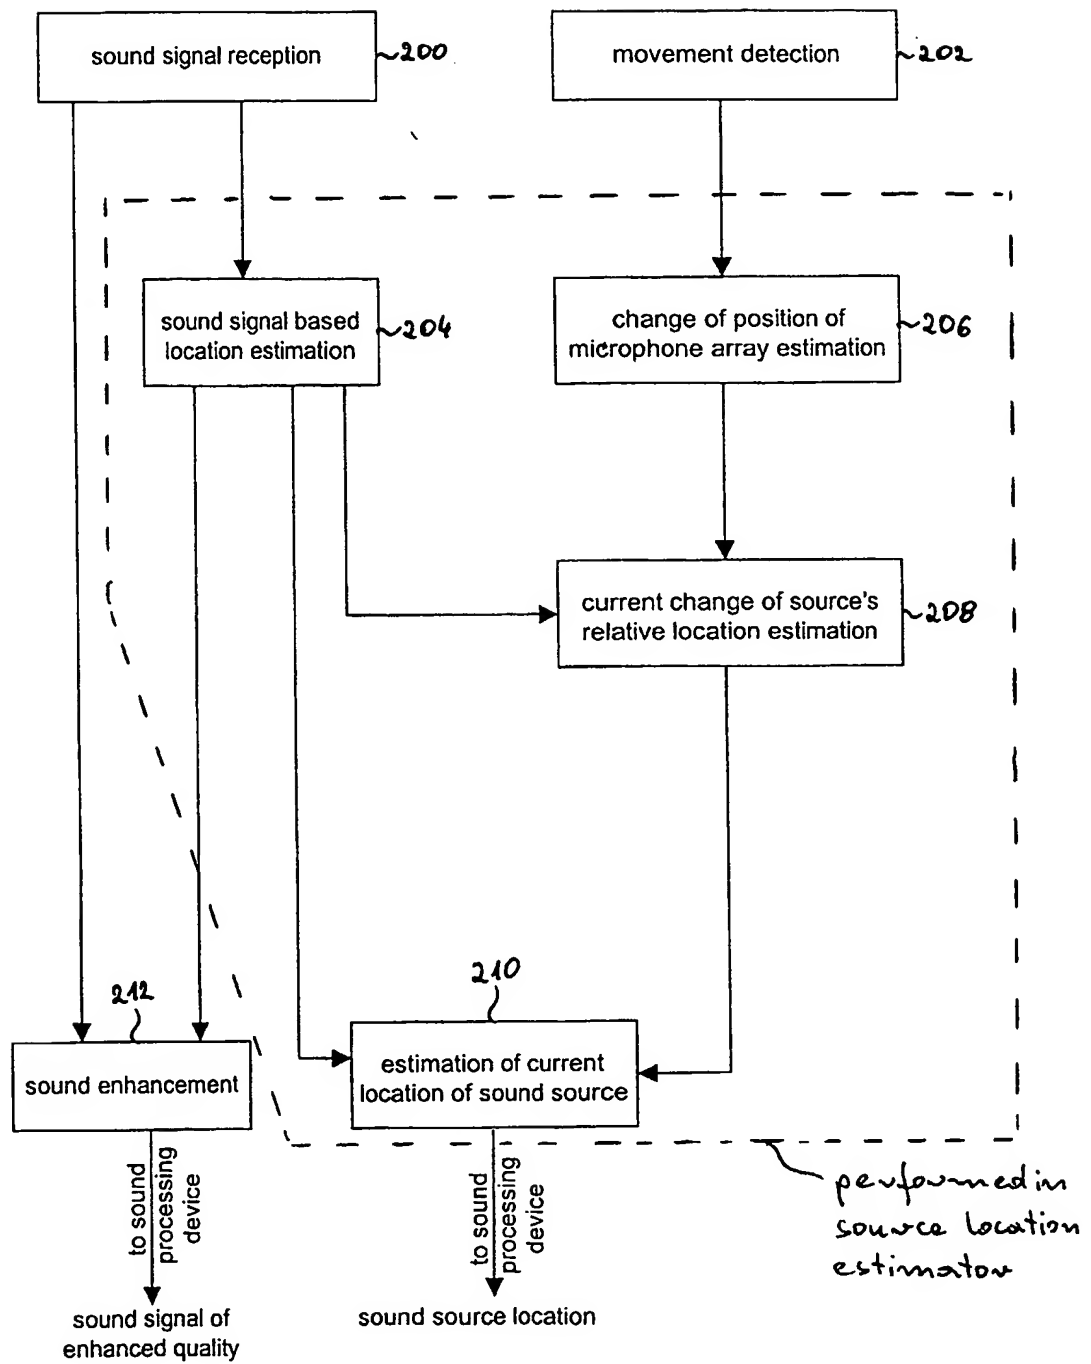 sound signal reception
200
movement detection
202
sound signal based
location estimation
204
change of position of
microphone array estimation
206
current change of source's
relative location estimation
208
212
sound enhancement
210
estimation of current
location of sound source
to sound
processing
device
to sound
processing
device
performed in
source location
estimator
sound signal of
enhanced quality
sound source location